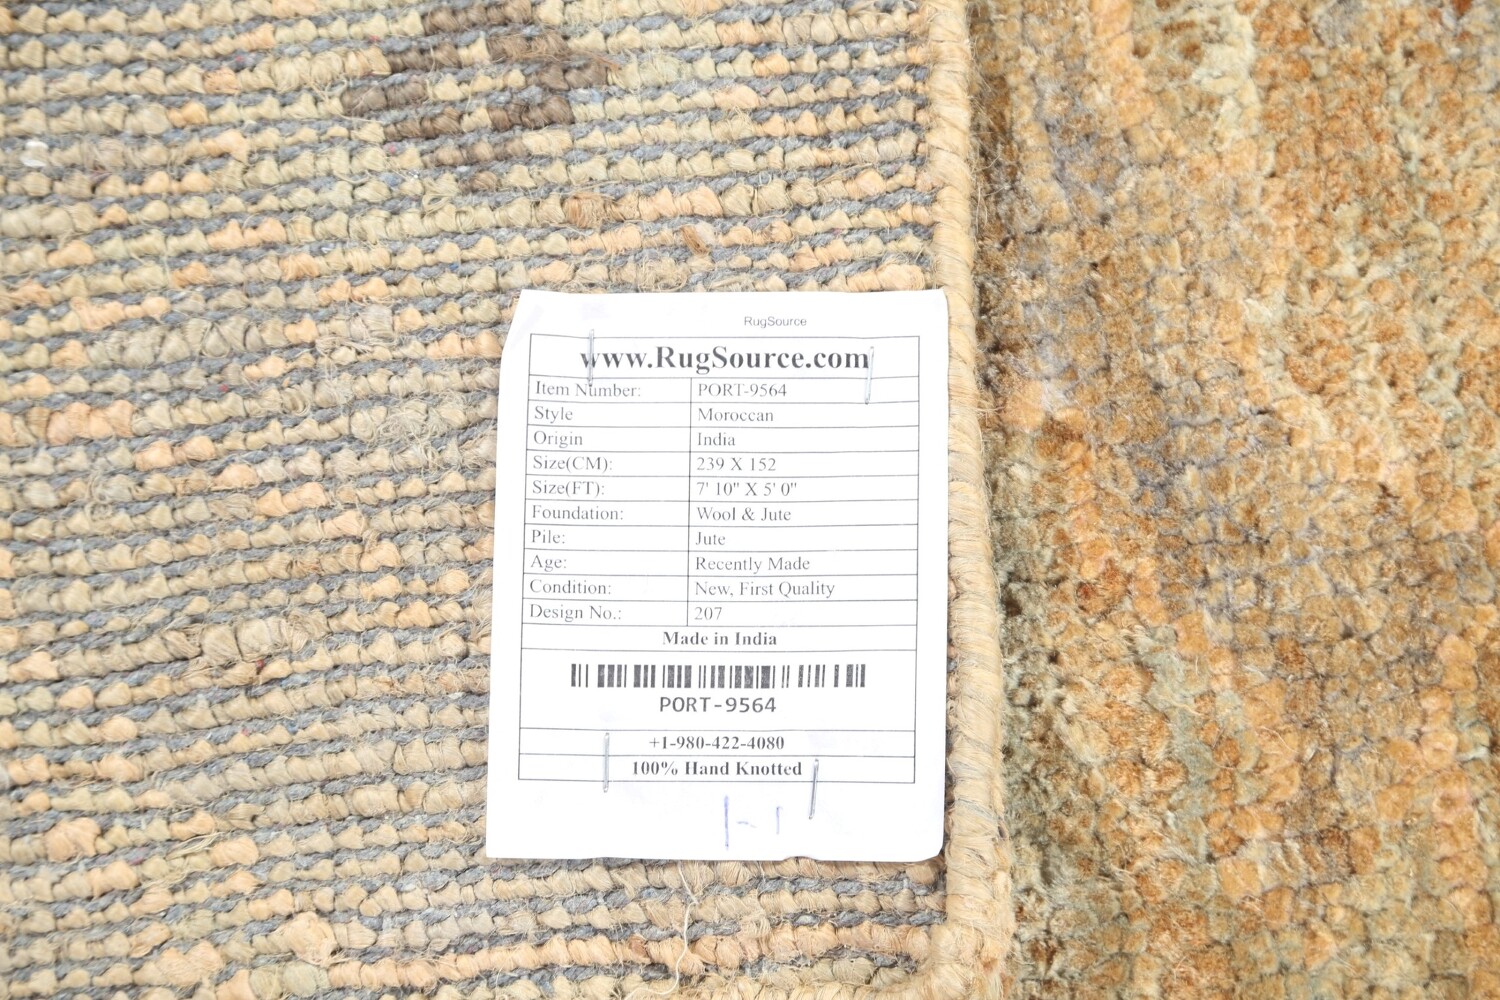 RugSource
www.RugSource.com
Item Number: PORT-9564
Style Moroccan
Origin India
Size(CM): 239 X 152
Size(FT): 7' 10" X 5' 0"
Foundation: Wool & Jute
Pile: Jute
Age: Recently Made
Condition: New, First Quality
Design No.: 207
Made in India
PORT-9564
+1-980-422-4080
100% Hand Knotted